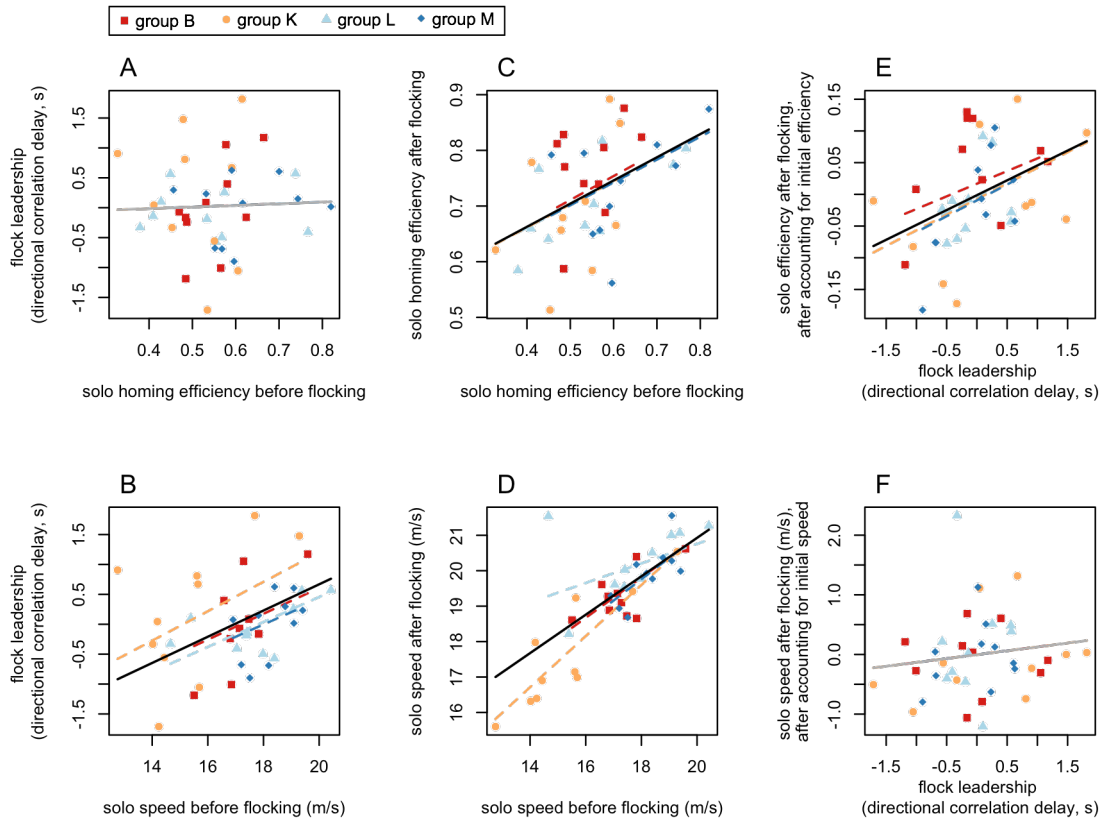 group B group K group L group M
A
flock leadership
(directional correlation delay, s)
-1.5 -0.5 0.5 1.5
0.4 0.5 0.6 0.7 0.8
solo homing efficiency before flocking
C
solo homing efficiency after flocking
0.5 0.6 0.7 0.8 0.9
0.4 0.5 0.6 0.7 0.8
solo homing efficiency before flocking
E
solo efficiency after flocking,
after accounting for initial efficiency
-0.15 -0.05 0.05 0.15
-1.5 -0.5 0.5 1.5
flock leadership
(directional correlation delay, s)
B
flock leadership
(directional correlation delay, s)
-1.5 -0.5 0.5 1.5
14 16 18 20
solo speed before flocking (m/s)
D
solo speed after flocking (m/s)
15 16 17 18 19 20 21
14 16 18 20
solo speed before flocking (m/s)
F
solo speed after flocking (m/s),
after accounting for initial speed
-1.0 0.0 1.0 2.0
-1.5 -0.5 0.5 1.5
flock leadership
(directional correlation delay, s)